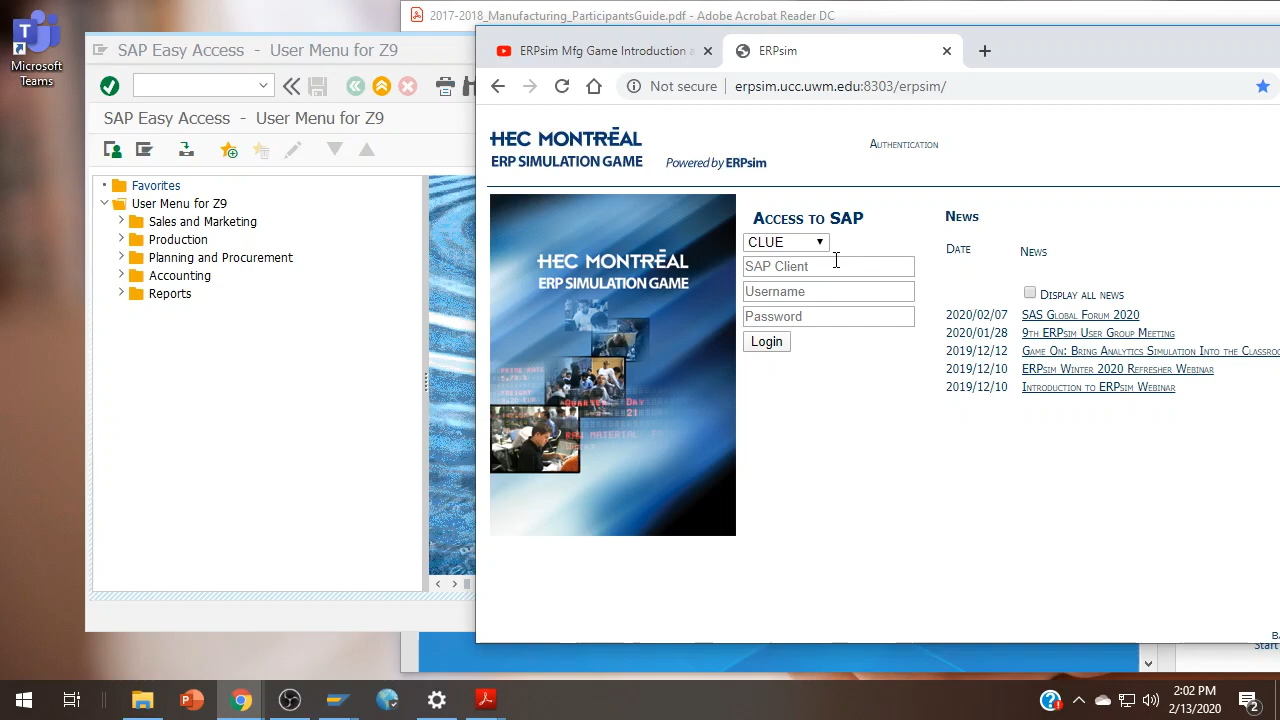 Microsoft
Teams
2017-2018_Manufacturing_ParticipantsGuide.pdf - Adobe Acrobat Reader DC
SAP Easy Access - User Menu for Z9
SAP Easy Access - User Menu for Z9
Favorites
User Menu for Z9
Sales and Marketing
Production
Planning and Procurement
Accounting
Reports
ERPsim Mfg Game Introduction a
ERPsim
Not secure
erpsim.ucc.uwm.edu:8303/erpsim/
HEC MONTRĒAL
ERP SIMULATION GAME
Powered by ERPsim
Authentication
HEC MONTRĒAL
ERP SIMULATION GAME
Access to SAP
CLUE
SAP Client
Username
Password
Login
News
Date
News
Display all news
2020/02/07 SAS Global Forum 2020
2020/01/28 9th ERPsim User Group Meeting
2019/12/12 Game On: Bring Analytics Simulation Into the Classroo
2019/12/10 ERPsim Winter 2020 Refresher Webinar
2019/12/10 Introduction to ERPsim Webinar
Start
2:02 PM
2/13/2020
2